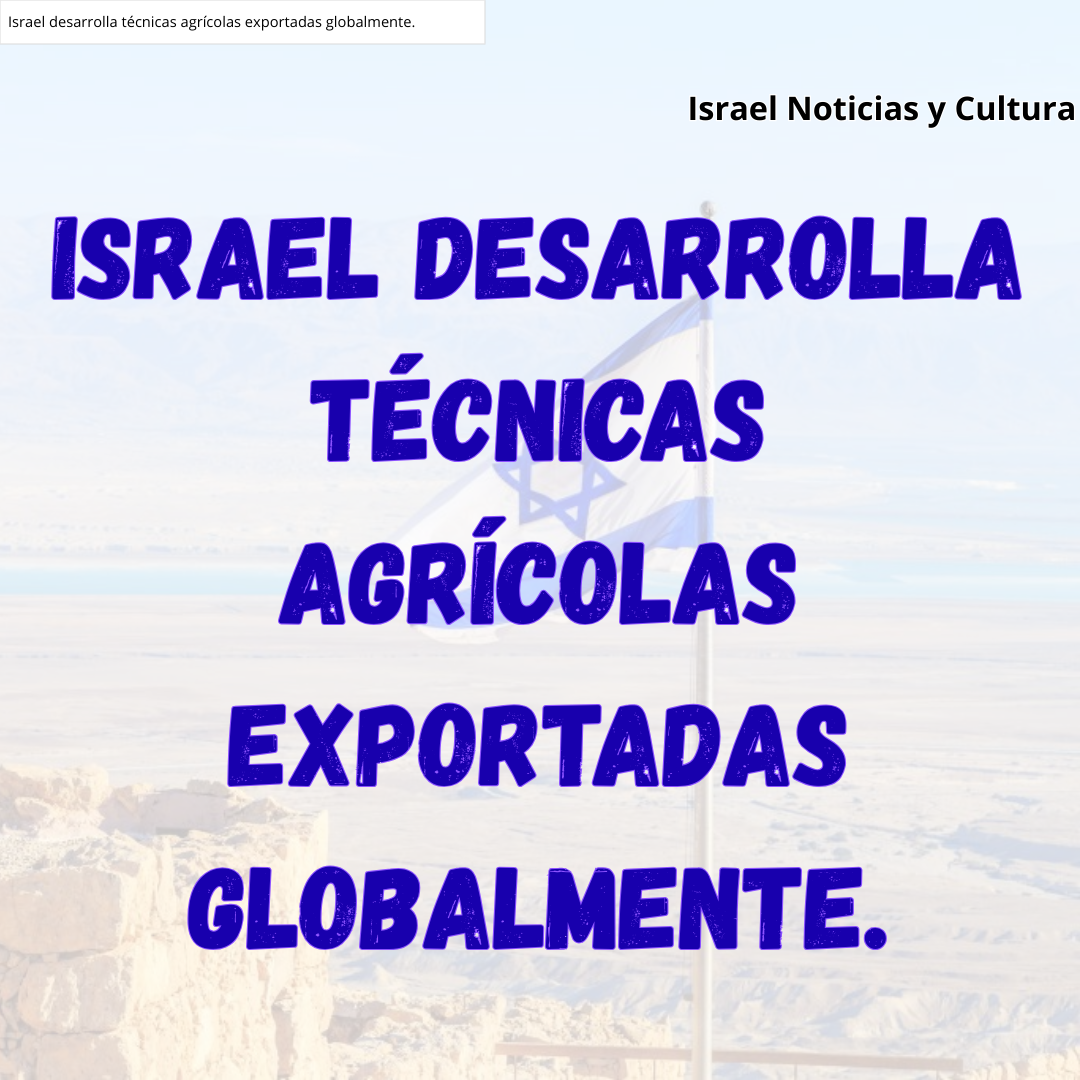 Israel desarrolla técnicas agrícolas exportadas globalmente.
Israel Noticias y Cultura
ISRAEL DESARROLLA
TÉCNICAS
AGRÍCOLAS
EXPORTADAS
GLOBALMENTE.